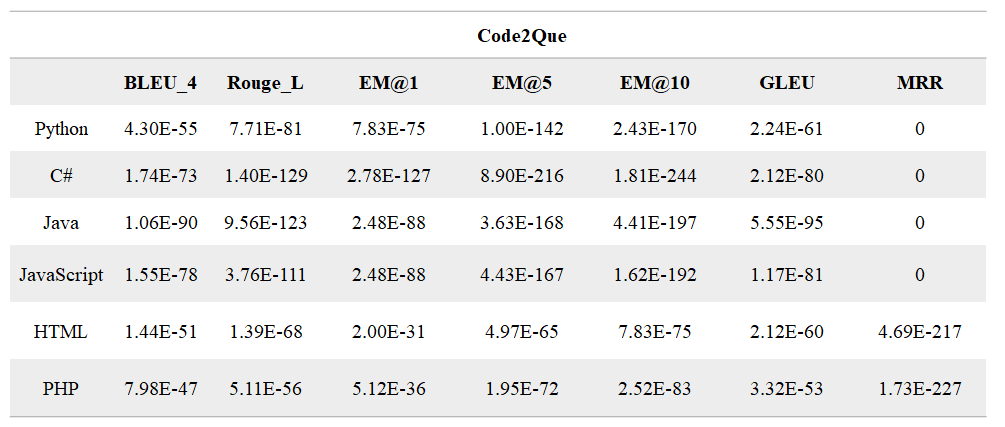 Code2Que
BLEU_4 Rouge_L EM@1 EM@5 EM@10 GLEU MRR
Python 4.30E-55 7.71E-81 7.83E-75 1.00E-142 2.43E-170 2.24E-61 0
C# 1.74E-73 1.40E-129 2.78E-127 8.90E-216 1.81E-244 2.12E-80 0
Java 1.06E-90 9.56E-123 2.48E-88 3.63E-168 4.41E-197 5.55E-95 0
JavaScript 1.55E-78 3.76E-111 2.48E-88 4.43E-167 1.62E-192 1.17E-81 0
HTML 1.44E-51 1.39E-68 2.00E-31 4.97E-65 7.83E-75 2.12E-60 4.69E-217
PHP 7.98E-47 5.11E-56 5.12E-36 1.95E-72 2.52E-83 3.32E-53 1.73E-227